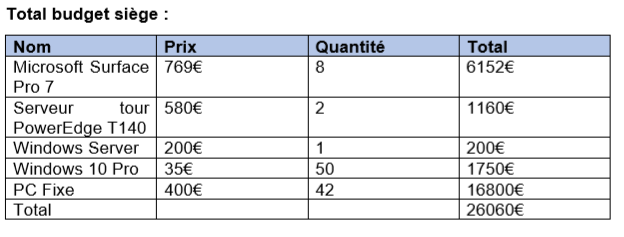 Total budget siège :
Nom Prix Quantité Total
Microsoft Surface 769€ 8 6152€
Pro 7
Serveur tour 580€ 2 1160€
PowerEdge T140
Windows Server 200€ 1 200€
Windows 10 Pro 35€ 50 1750€
PC Fixe 400€ 42 16800€
Total 26060€